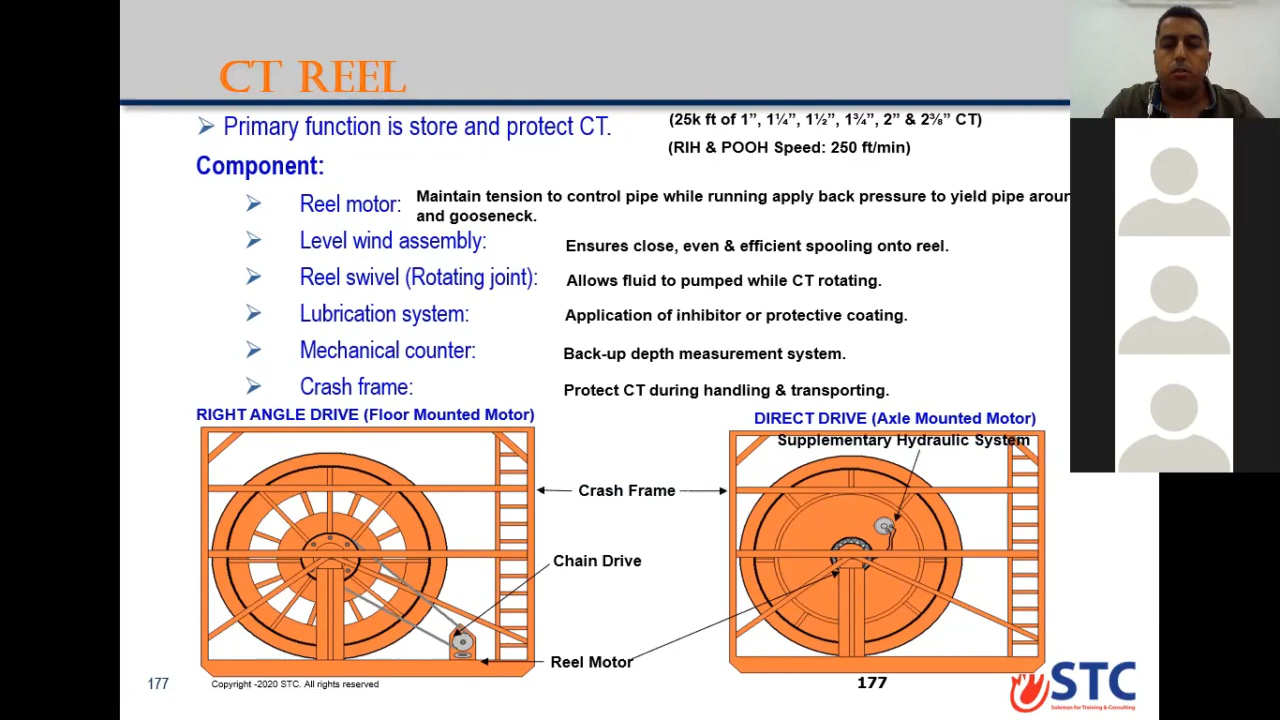 CT REEL
Primary function is store and protect CT.
(25k ft of 1”, 1¼”, 1½”, 1¾”, 2” & 2⅜” CT)
(RIH & POOH Speed: 250 ft/min)
Component:
Reel motor:
Maintain tension to control pipe while running apply back pressure to yield pipe aroun
and gooseneck.
Level wind assembly:
Ensures close, even & efficient spooling onto reel.
Reel swivel (Rotating joint):
Allows fluid to pumped while CT rotating.
Lubrication system:
Application of inhibitor or protective coating.
Mechanical counter:
Back-up depth measurement system.
Crash frame:
Protect CT during handling & transporting.
RIGHT ANGLE DRIVE (Floor Mounted Motor)
DIRECT DRIVE (Axle Mounted Motor)
Supplementary Hydraulic System
Crash Frame
Chain Drive
Reel Motor
177
Copyright -2020 STC. All rights reserved
177
STC
Solution for Training & Consulting